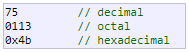 75         // decimal
0113       // octal
0x4b       // hexadecimal